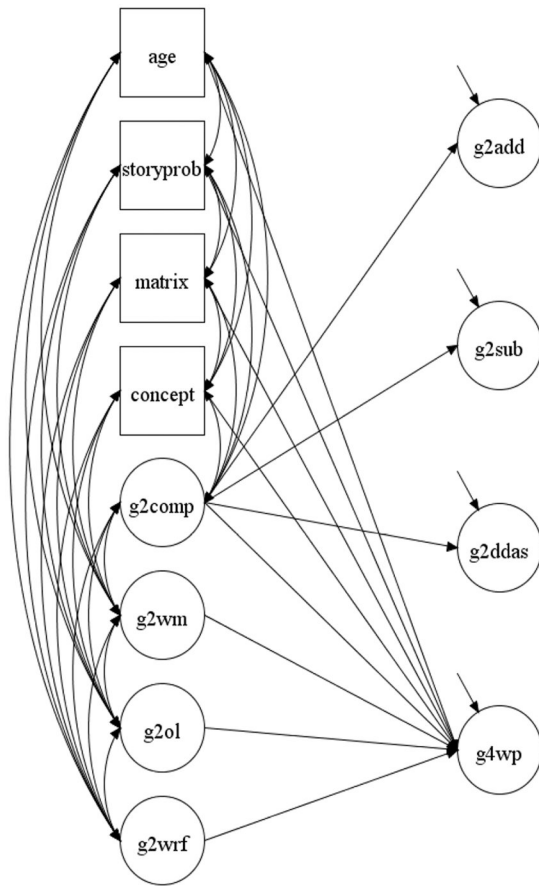 age
storyprob
matrix
concept
g2comp
g2wm
g2ol
g2wrf
g2add
g2sub
g2ddas
g4wp